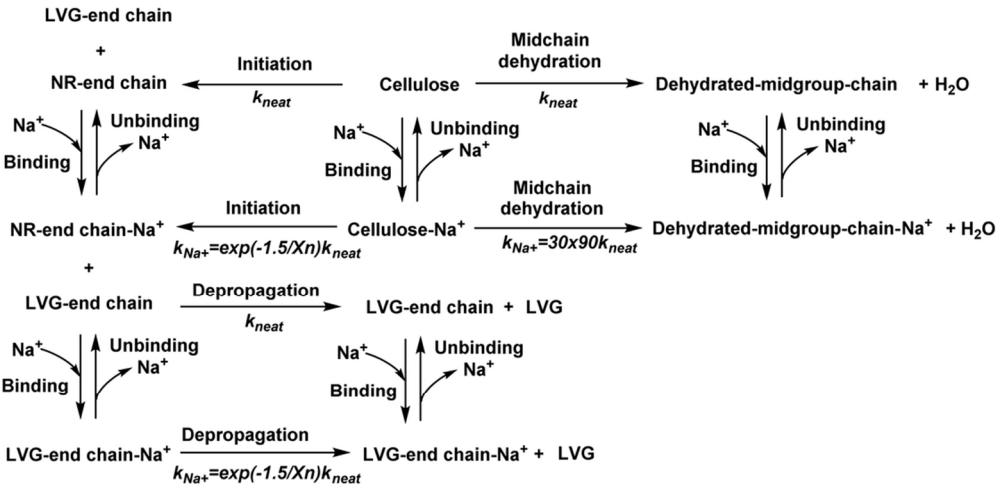 LVG-end chain
+
NR-end chain
Initiation
k_neat
Cellulose
Midchain
dehydration
k_neat
Dehydrated-midgroup-chain + H₂O
Na⁺
Binding
Unbinding
Na⁺
Na⁺
Binding
Unbinding
Na⁺
Na⁺
Binding
Unbinding
Na⁺
NR-end chain-Na⁺
Initiation
k_Na+=exp(-1.5/Xn)k_neat
Cellulose-Na⁺
Midchain
dehydration
k_Na+=30x90k_neat
Dehydrated-midgroup-chain-Na⁺ + H₂O
+
LVG-end chain
Depropagation
k_neat
LVG-end chain + LVG
Na⁺
Binding
Unbinding
Na⁺
Na⁺
Binding
Unbinding
Na⁺
LVG-end chain-Na⁺
Depropagation
k_Na+=exp(-1.5/Xn)k_neat
LVG-end chain-Na⁺ + LVG